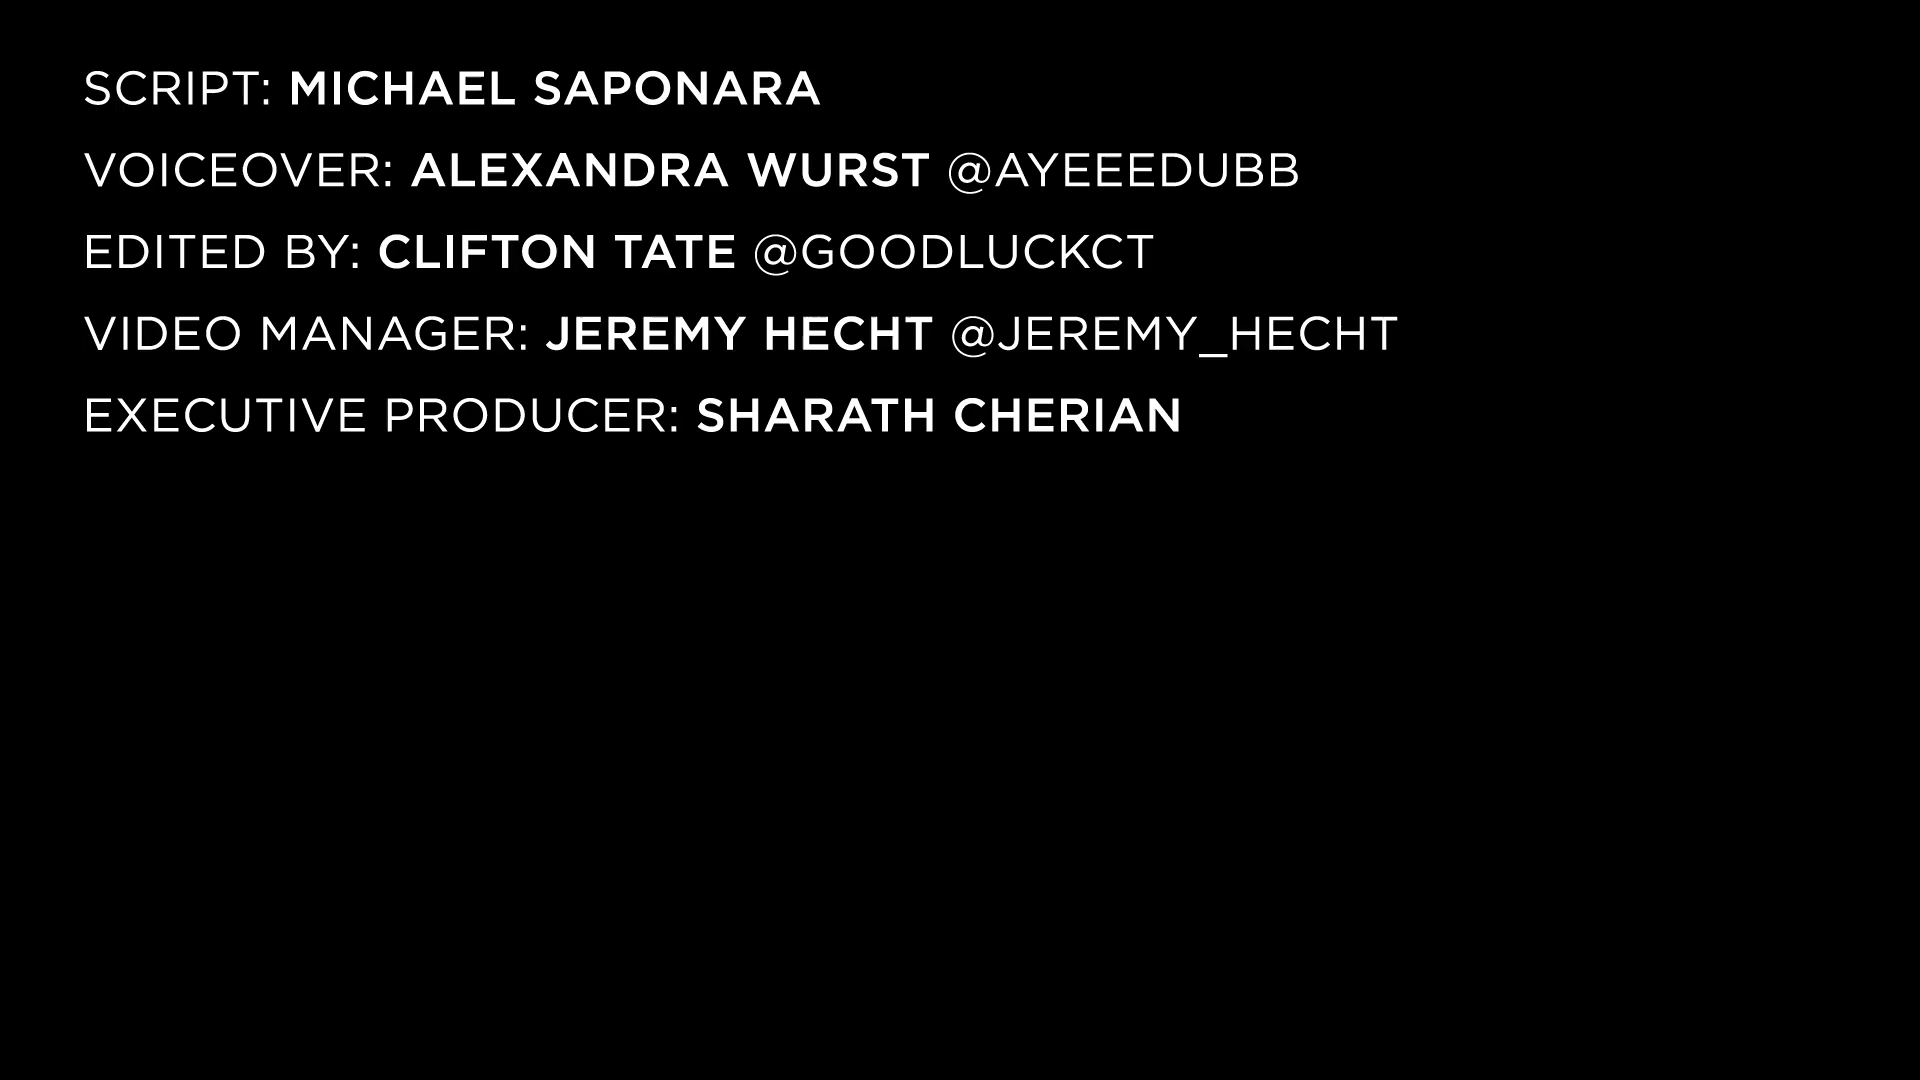 SCRIPT: MICHAEL SAPONARA
VOICEOVER: ALEXANDRA WURST @AYEEEDUBB
EDITED BY: CLIFTON TATE @GOODLUCKCT
VIDEO MANAGER: JEREMY HECHT @JEREMY_HECHT
EXECUTIVE PRODUCER: SHARATH CHERIAN